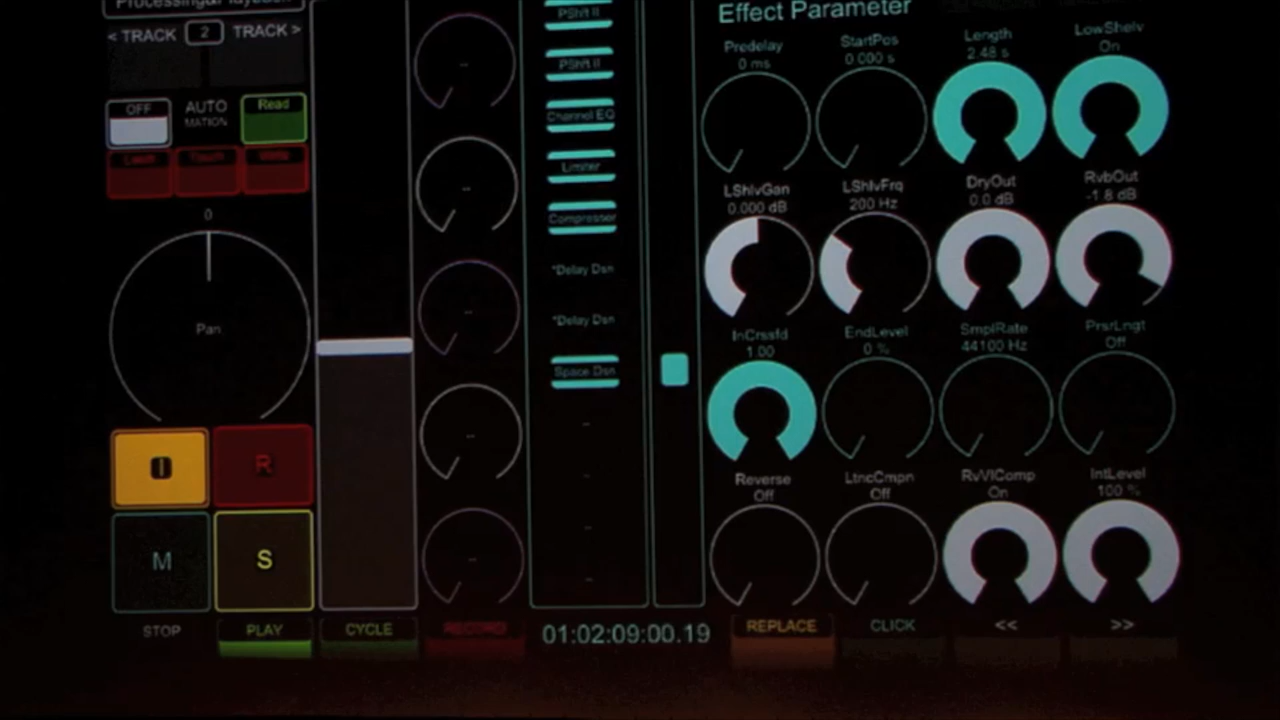 Effect Parameter
< TRACK 2 TRACK >
OFF AUTO MATION Read
0
Pan
I R
M S
STOP PLAY CYCLE RECORD 01:02:09:00.19 REPLACE CLICK << >>
PShft II
PShft II
Channel EQ
Limiter
Compressor
*Delay Dsn
*Delay Dsn
Space Dsn
Predelay StartPos Length LowShelv
0 ms 0.000 s 2.48 s On
LShlvGan LShlvFrq DryOut RvbOut
0.000 dB 200 Hz 0.0 dB -1.8 dB
InCrssfd EndLevel SmplRate PrsrLngt
1.00 0 % 44100 Hz Off
Reverse LtncCmpn RvVlComp IntLevel
Off Off On 100 %